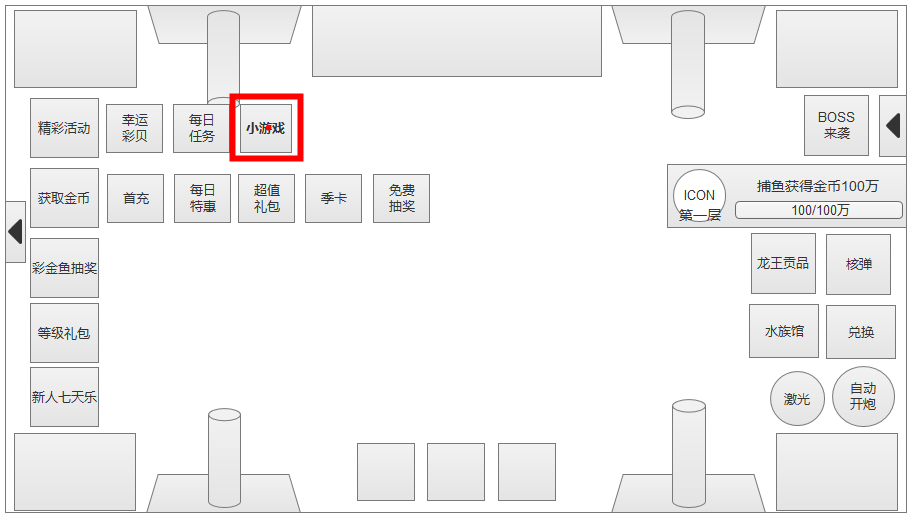 精彩活动
幸运
彩贝
每日
任务
小游戏
BOSS
来袭
获取金币
首充
每日
特惠
超值
礼包
季卡
免费
抽奖
ICON
第一层
捕鱼获得金币100万
100/100万
彩金鱼抽奖
龙王贡品
核弹
等级礼包
水族馆
兑换
新人七天乐
激光
自动
开炮